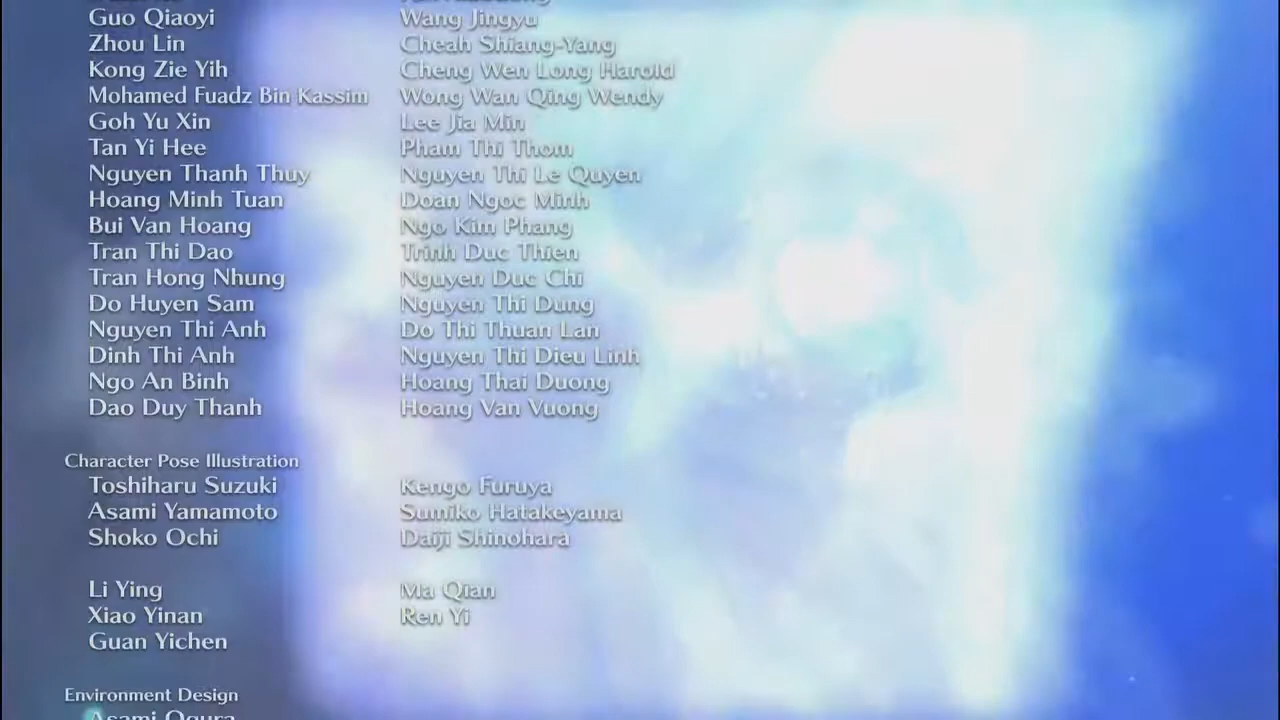 Guo Qiaoyi Wang Jingyu
Zhou Lin Cheah Shiang-Yang
Kong Zie Yih Cheng Wen Long Harold
Mohamed Fuadz Bin Kassim Wong Wan Qing Wendy
Goh Yu Xin Lee Jia Min
Tan Yi Hee Pham Thi Thom
Nguyen Thanh Thuy Nguyen Thi Le Quyen
Hoang Minh Tuan Doan Ngoc Minh
Bui Van Hoang Ngo Kim Phang
Tran Thi Dao Trinh Duc Thien
Tran Hong Nhung Nguyen Duc Chi
Do Huyen Sam Nguyen Thi Dung
Nguyen Thi Anh Do Thi Thuan Lan
Dinh Thi Anh Nguyen Thi Dieu Linh
Ngo An Binh Hoang Thai Duong
Dao Duy Thanh Hoang Van Vuong
Character Pose Illustration
Toshiharu Suzuki Kengo Furuya
Asami Yamamoto Sumiko Hatakeyama
Shoko Ochi Daiji Shinohara
Li Ying Ma Qian
Xiao Yinan Ren Yi
Guan Yichen
Environment Design
Asami Ogura